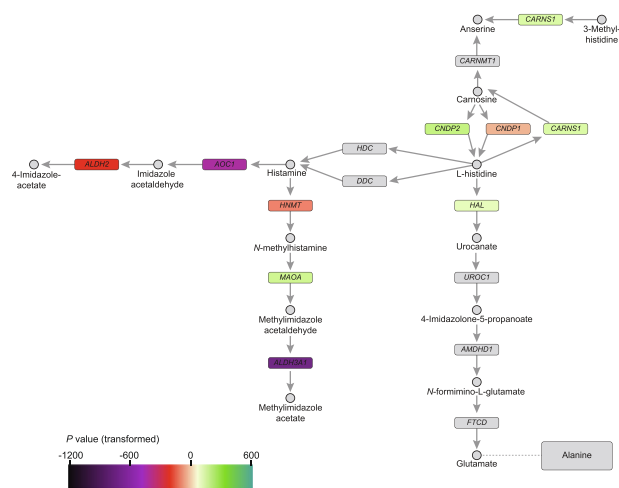 CARNS1
Anserine
3-Methyl-
histidine
CARNMT1
Carnosine
CNDP2
CNDP1
CARNS1
HDC
ALDH2
AOC1
L-histidine
4-Imidazole-
acetate
Imidazole
acetaldehyde
Histamine
DDC
HNMT
HAL
N-methylhistamine
Urocanate
MAOA
UROC1
Methylimidazole
acetaldehyde
4-Imidazolone-5-propanoate
ALDH3A1
AMDHD1
N-formimino-L-glutamate
Methylimidazole
acetate
FTCD
P value (transformed)
-1200 -600 0 600
Glutamate
Alanine